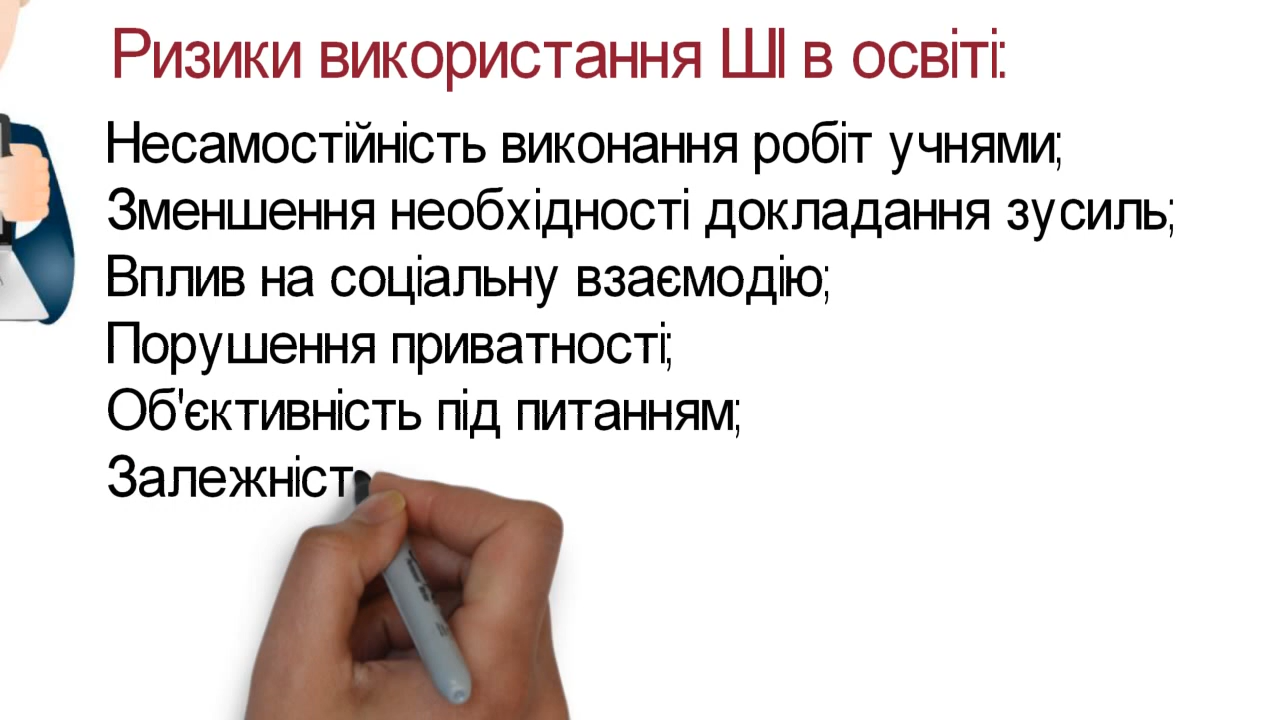 Ризики використання ШІ в освіті:
Несамостійність виконання робіт учнями;
Зменшення необхідності докладання зусиль;
Вплив на соціальну взаємодію;
Порушення приватності;
Об'єктивність під питанням;
Залежніст